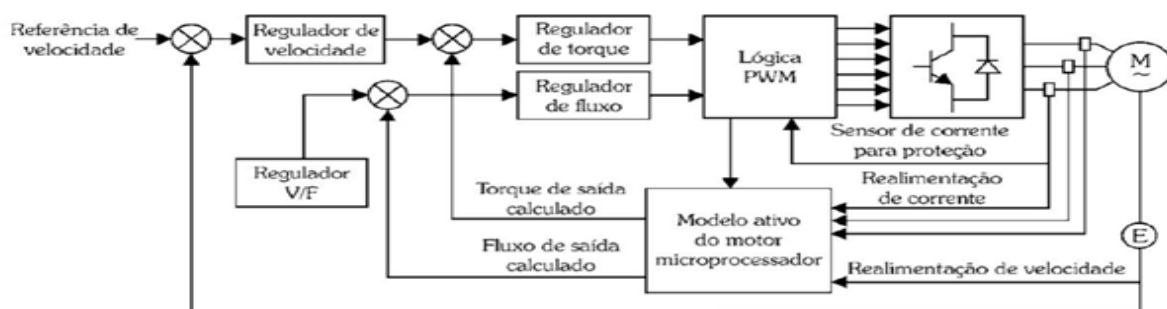 Referência de
velocidade
Regulador de
velocidade
Regulador
de torque
Regulador
de fluxo
Lógica
PWM
M
~
Sensor de corrente
para proteção
Regulador
V/F
Realimentação
de corrente
Torque de saída
calculado
Modelo ativo
do motor
microprocessador
Fluxo de saída
calculado
E
Realimentação de velocidade